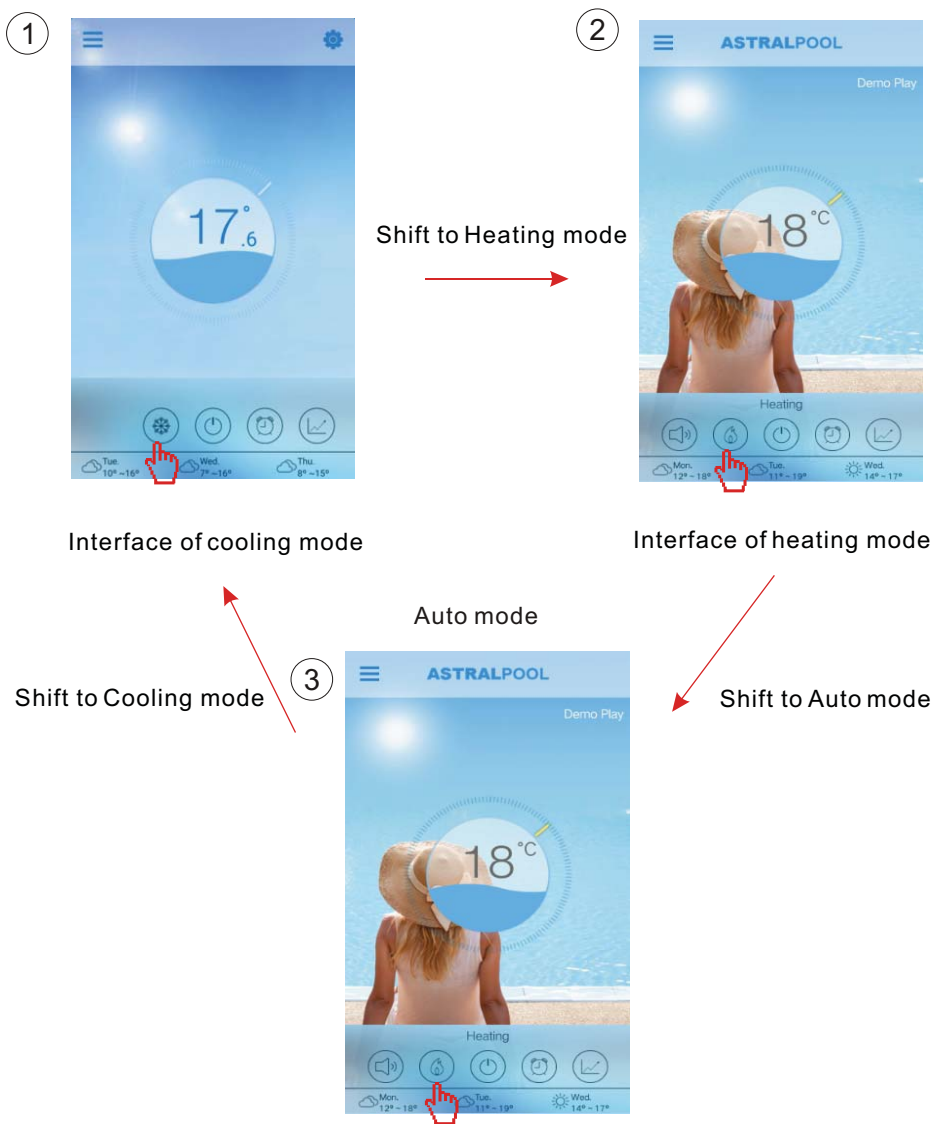 1
17°.6
Tue.
10° ~16°
Wed.
7° ~16°
Thu.
8° ~15°
Shift to Heating mode
2
ASTRALPOOL
Demo Play
18°C
Heating
Mon.
12° ~ 18°
Tue.
11° ~ 19°
Wed.
14° ~ 17°
Interface of cooling mode
Interface of heating mode
Auto mode
Shift to Cooling mode
3
Shift to Auto mode
ASTRALPOOL
Demo Play
18°C
Heating
Mon.
12° ~ 18°
Tue.
11° ~ 19°
Wed.
14° ~ 17°